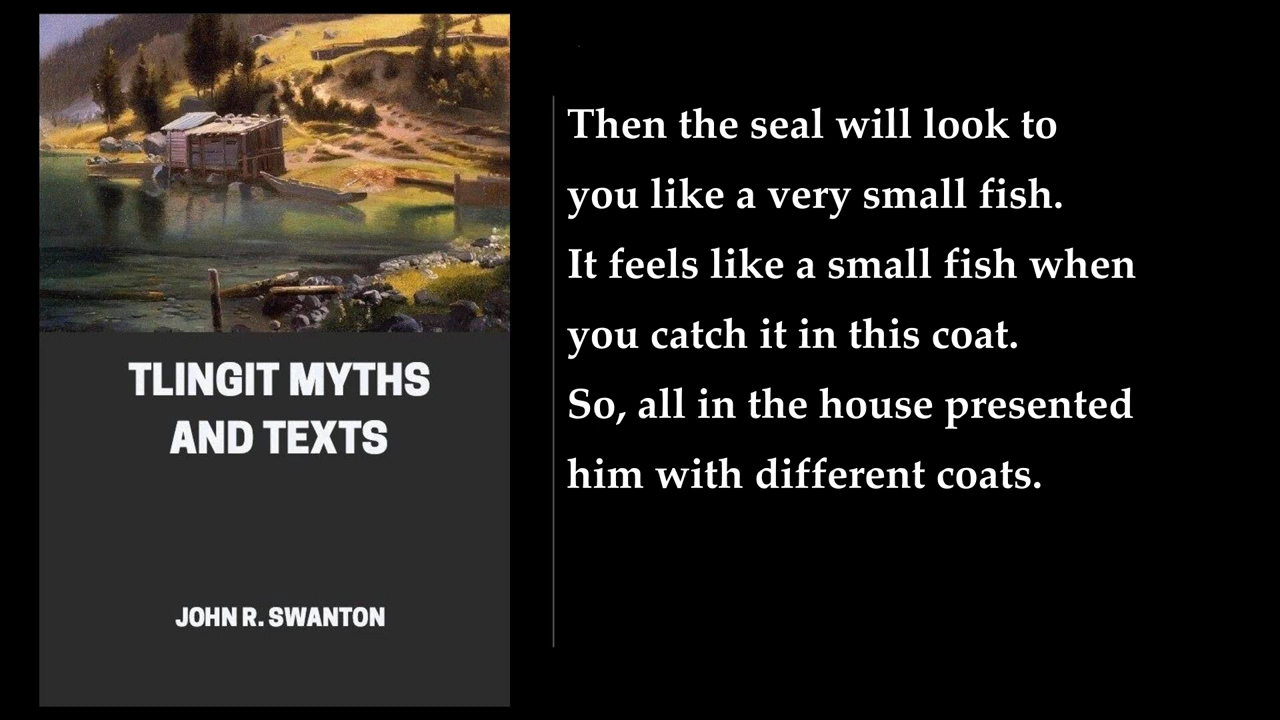 TLINGIT MYTHS
AND TEXTS
JOHN R. SWANTON
Then the seal will look to
you like a very small fish.
It feels like a small fish when
you catch it in this coat.
So, all in the house presented
him with different coats.